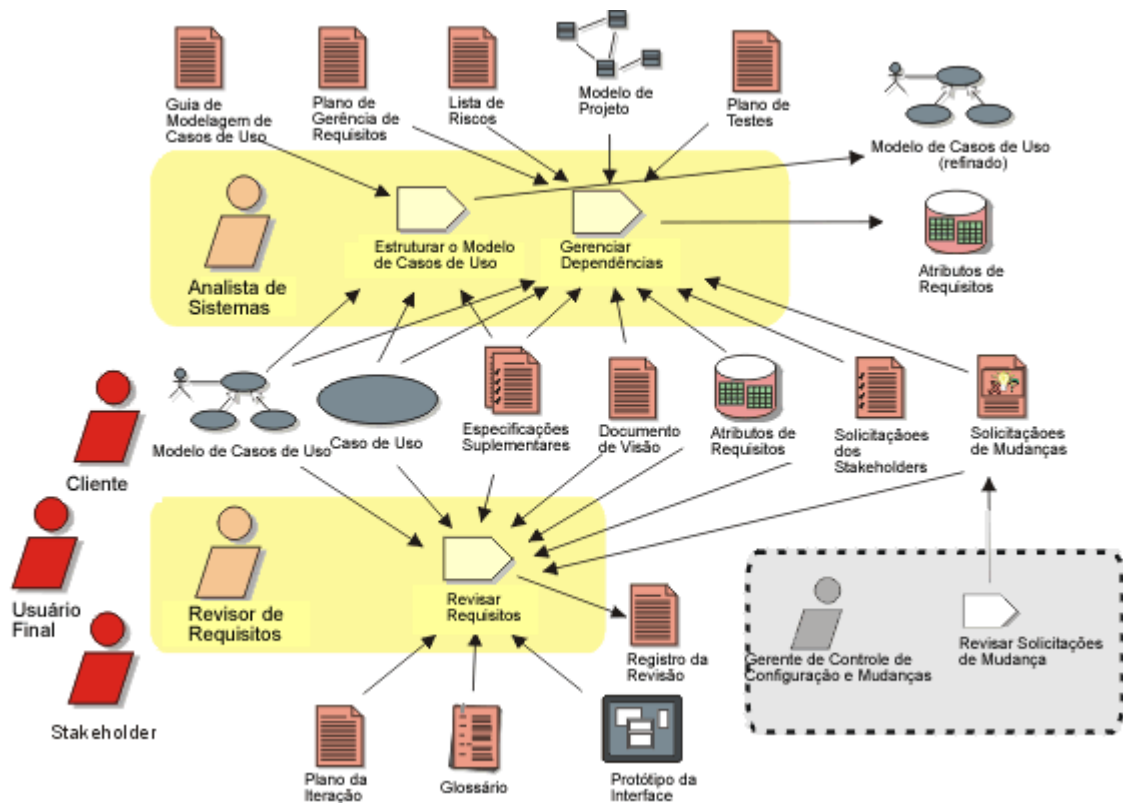 Guia de
Modelagem de
Casos de Uso
Plano de
Gerência de
Requisitos
Lista de
Riscos
Modelo de
Projeto
Plano de
Testes
Modelo de Casos de Uso
(refinado)
Estruturar o Modelo
de Casos de Uso
Gerenciar
Dependências
Analista de
Sistemas
Atributos de
Requisitos
Modelo de Casos de Uso
Caso de Uso
Especificações
Suplementares
Documento
de Visão
Atributos de
Requisitos
Solicitaçãoes
dos
Stakeholders
Solicitaçãoes
de Mudanças
Cliente
Usuário
Final
Stakeholder
Revisor de
Requisitos
Revisar
Requisitos
Registro da
Revisão
Gerente de Controle de
Configuração e Mudanças
Revisar Solicitações
de Mudança
Plano da
Iteração
Glossário
Protótipo da
Interface